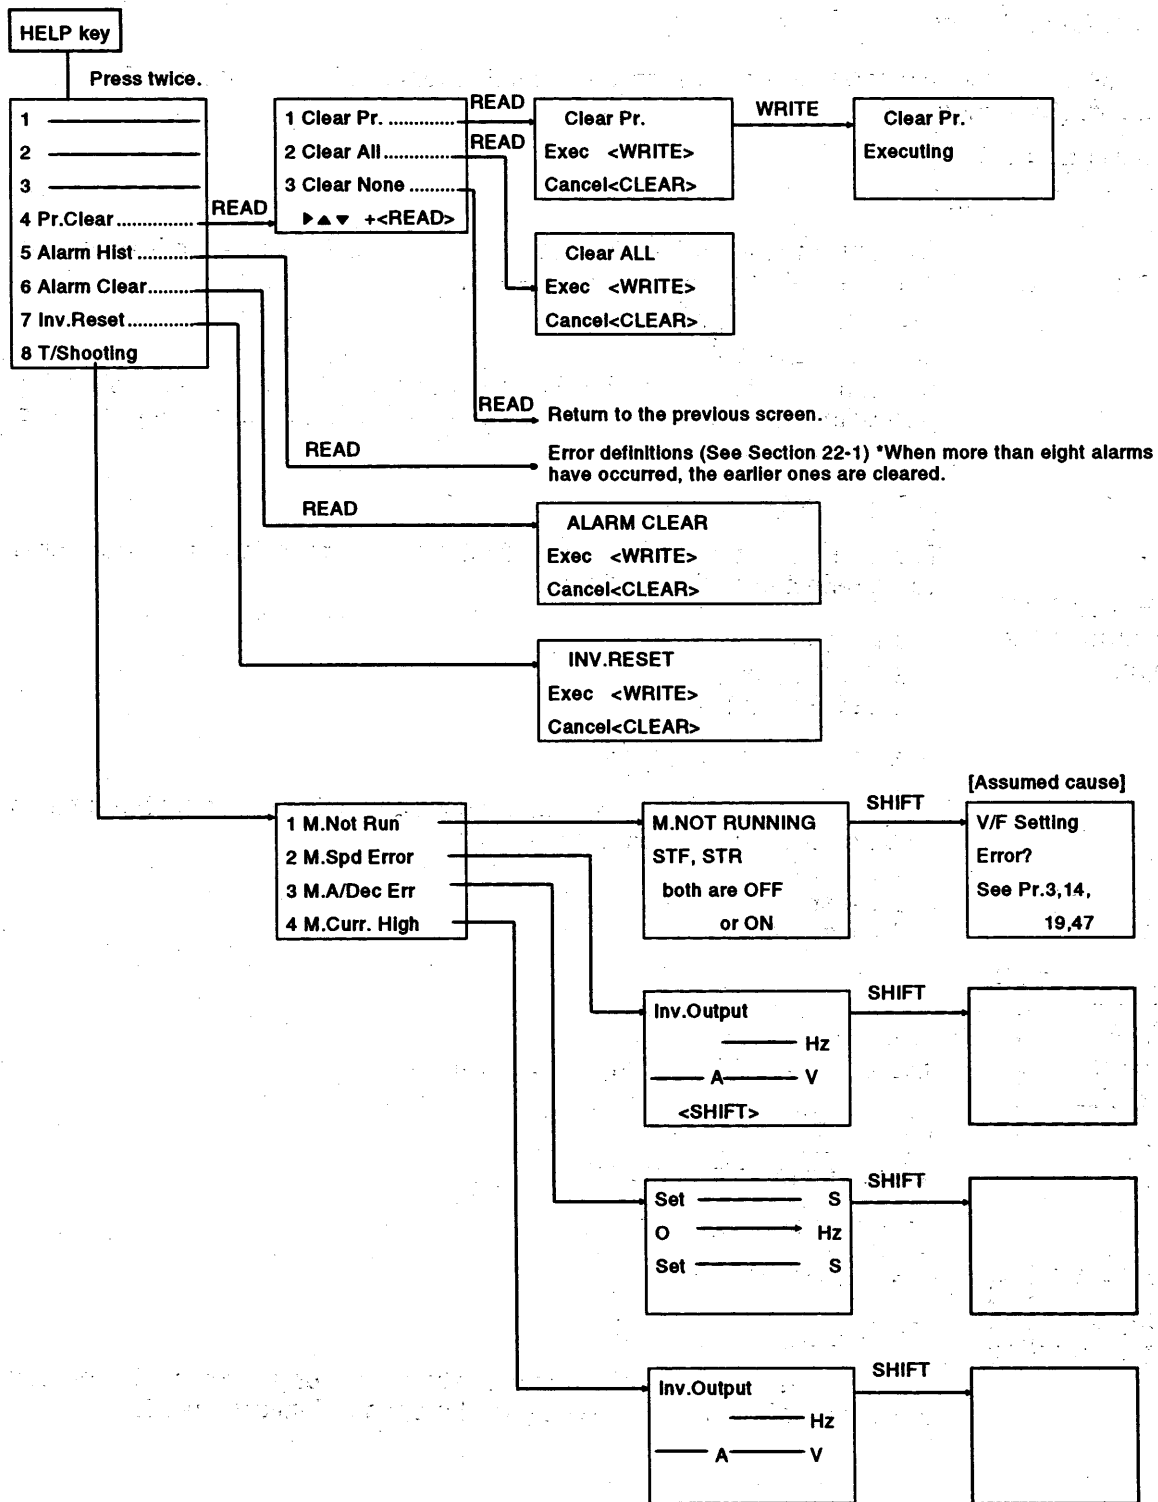 HELP key
Press twice.
1
2
3
4 Pr.Clear..............
5 Alarm Hist..........
6 Alarm Clear.........
7 Inv.Reset.............
8 T/Shooting
READ
1 Clear Pr. .............
2 Clear All..............
3 Clear None .........
▶▲▼ +<READ>
READ
READ
Clear Pr.
Exec <WRITE>
Cancel<CLEAR>
WRITE
Clear Pr.
Executing
Clear ALL
Exec <WRITE>
Cancel<CLEAR>
READ
Return to the previous screen.
READ
Error definitions (See Section 22-1) *When more than eight alarms
have occurred, the earlier ones are cleared.
READ
ALARM CLEAR
Exec <WRITE>
Cancel<CLEAR>
INV.RESET
Exec <WRITE>
Cancel<CLEAR>
1 M.Not Run
2 M.Spd Error
3 M.A/Dec Err
4 M.Curr. High
M.NOT RUNNING
STF, STR
both are OFF
or ON
SHIFT
[Assumed cause]
V/F Setting
Error?
See Pr.3,14,
19,47
Inv.Output
Hz
A V
<SHIFT>
SHIFT
Set S
O Hz
Set S
SHIFT
Inv.Output
Hz
A V
SHIFT